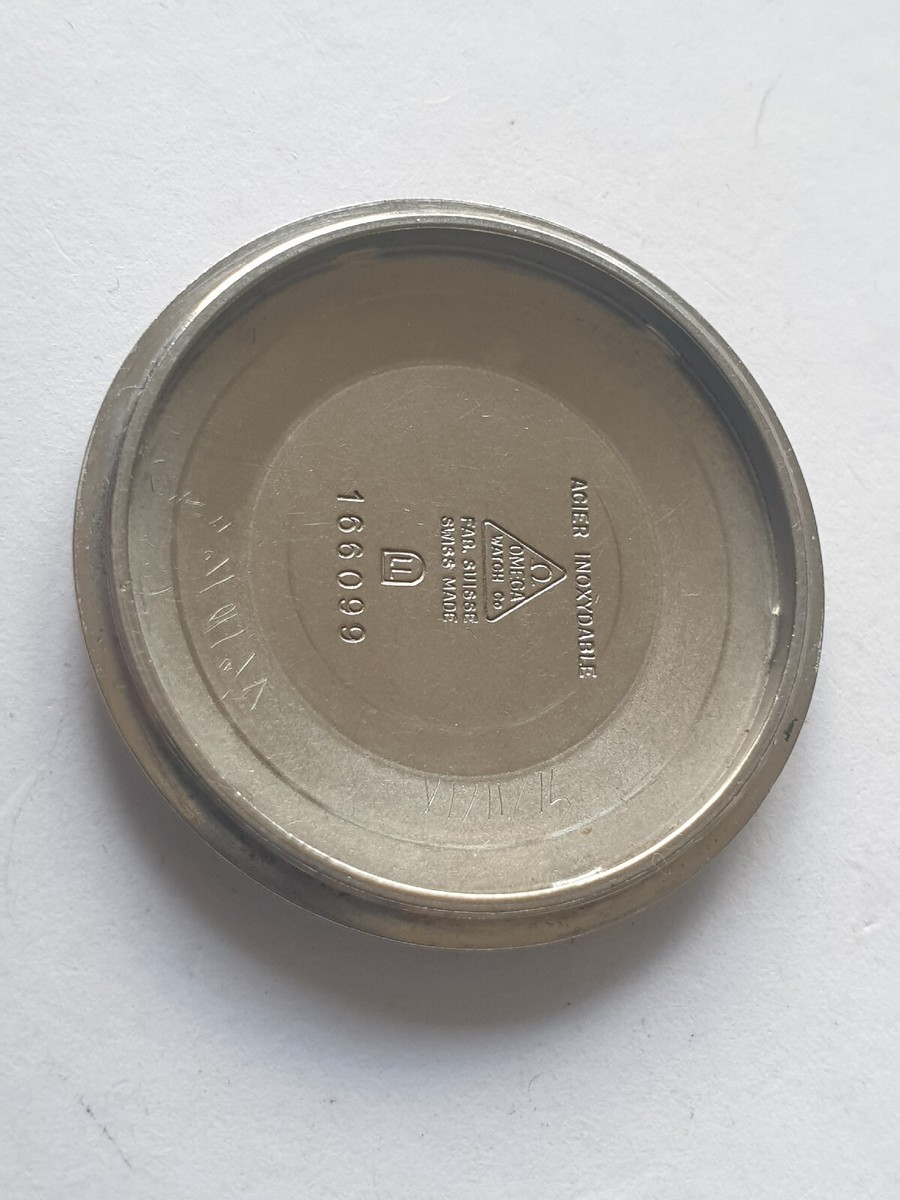 ACIER INOXYDABLE
Ω
OMEGA
WATCH Co
FAB. SUISSE
SWISS MADE
166099